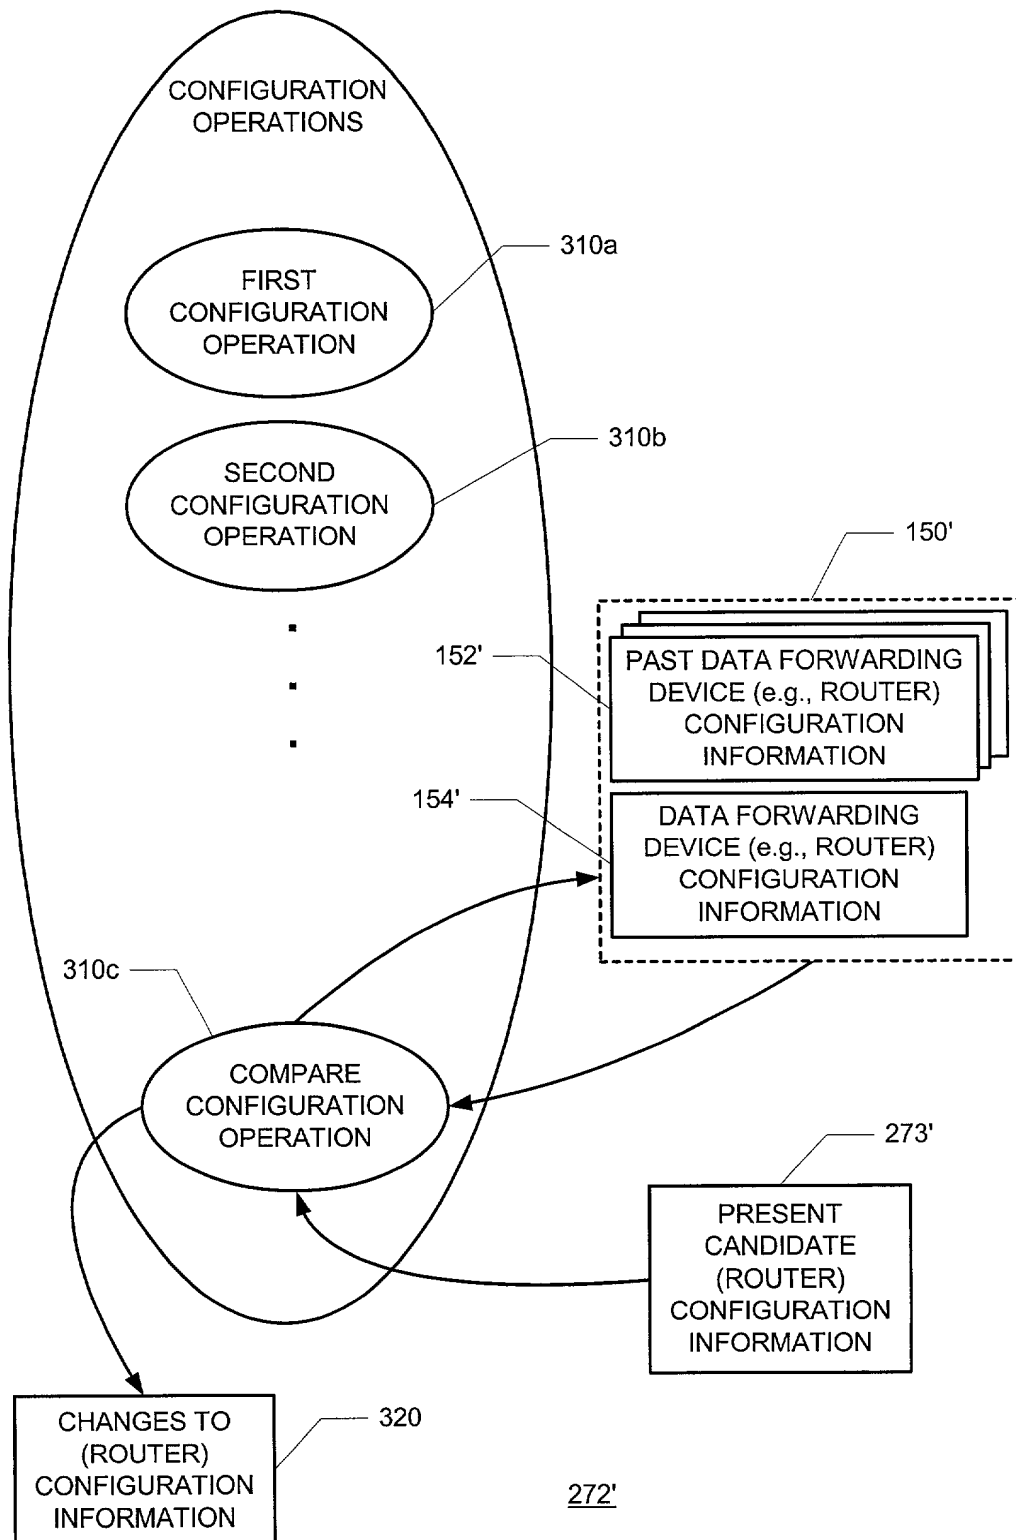 CONFIGURATION
OPERATIONS
310a
FIRST
CONFIGURATION
OPERATION
310b
SECOND
CONFIGURATION
OPERATION
150'
152'
PAST DATA FORWARDING
DEVICE (e.g., ROUTER)
CONFIGURATION
INFORMATION
154'
DATA FORWARDING
DEVICE (e.g., ROUTER)
CONFIGURATION
INFORMATION
310c
COMPARE
CONFIGURATION
OPERATION
273'
PRESENT
CANDIDATE
(ROUTER)
CONFIGURATION
INFORMATION
CHANGES TO
(ROUTER)
CONFIGURATION
INFORMATION
320
272'